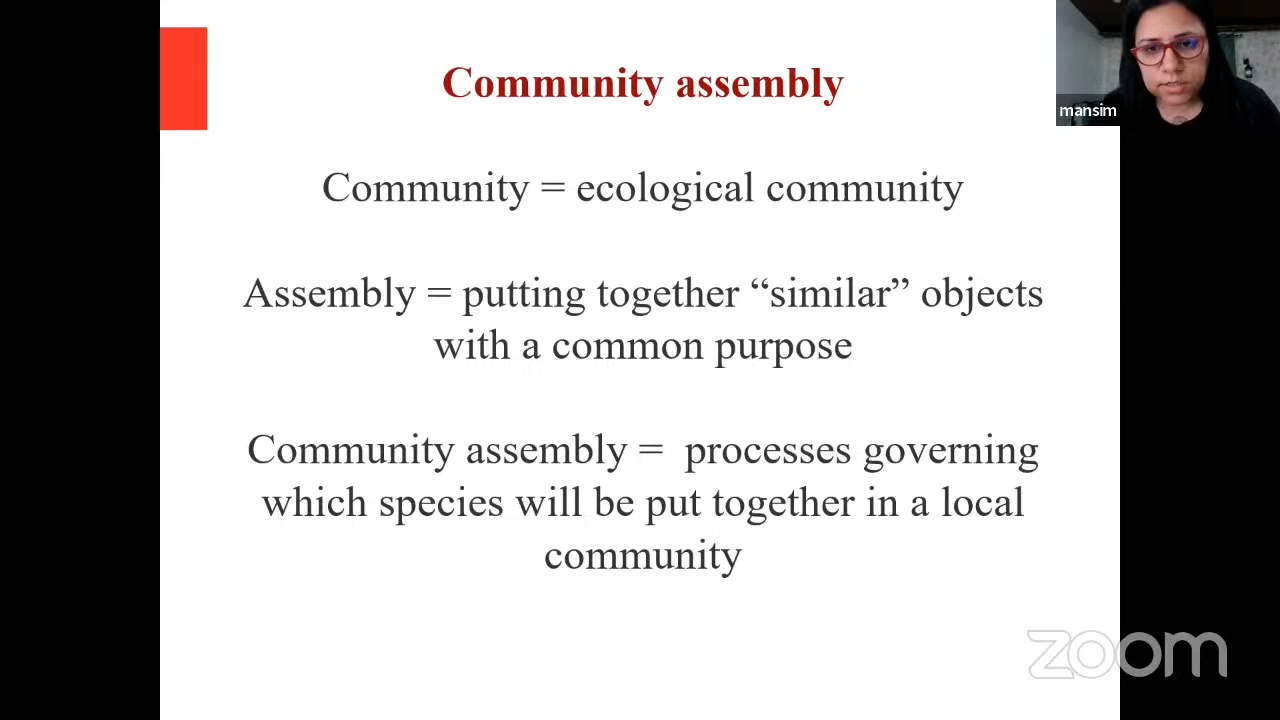 Community assembly
mansim
Community = ecological community
Assembly = putting together “similar” objects
with a common purpose
Community assembly =  processes governing
which species will be put together in a local
community
zoom